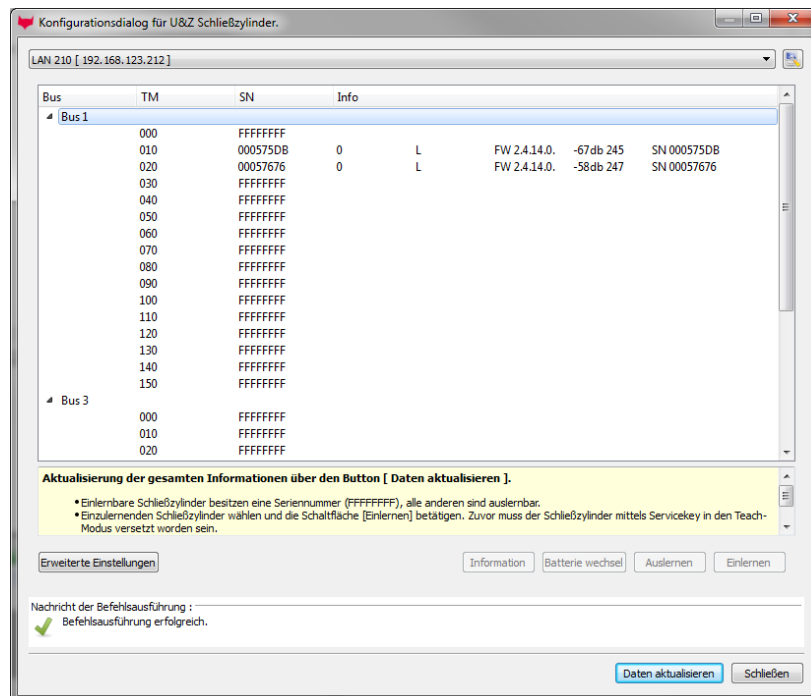 Konfigurationsdialog für U&Z Schließzylinder.
LAN 210 [ 192.168.123.212 ]
Bus TM SN Info
Bus 1
000 FFFFFFFF
010 000575DB 0 L FW 2.4.14.0. -67db 245 SN 000575DB
020 00057676 0 L FW 2.4.14.0. -58db 247 SN 00057676
030 FFFFFFFF
040 FFFFFFFF
050 FFFFFFFF
060 FFFFFFFF
070 FFFFFFFF
080 FFFFFFFF
090 FFFFFFFF
100 FFFFFFFF
110 FFFFFFFF
120 FFFFFFFF
130 FFFFFFFF
140 FFFFFFFF
150 FFFFFFFF
Bus 3
000 FFFFFFFF
010 FFFFFFFF
020 FFFFFFFF
Aktualisierung der gesamten Informationen über den Button [ Daten aktualisieren ].
• Einlernbare Schließzylinder besitzen eine Seriennummer (FFFFFFFF), alle anderen sind auslernbar.
• Einzulernenden Schließzylinder wählen und die Schaltfläche [Einlernen] betätigen. Zuvor muss der Schließzylinder mittels Servicekey in den Teach-
Modus versetzt worden sein.
Erweiterte Einstellungen Information Batterie wechsel Auslernen Einlernen
Nachricht der Befehlsausführung :
Befehlsausführung erfolgreich.
Daten aktualisieren Schließen